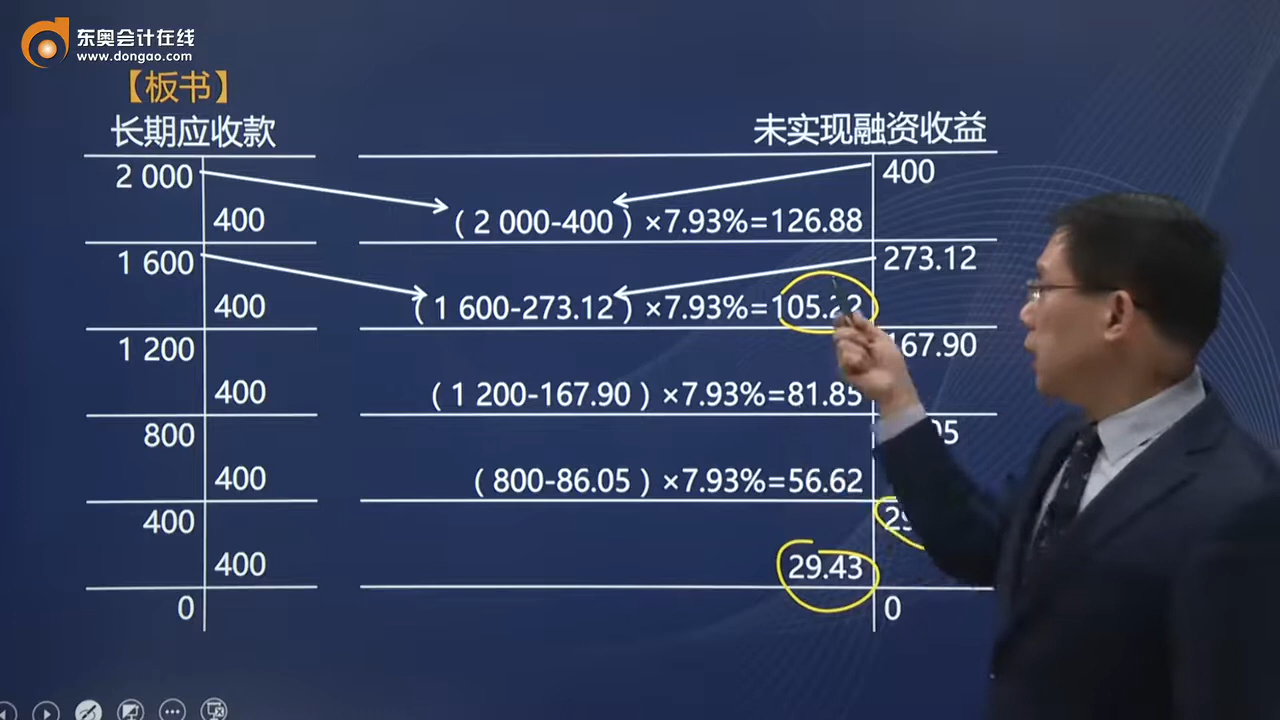 东奥会计在线
www.dongao.com
【板书】
长期应收款 未实现融资收益
2 000 400
400 (2 000-400)×7.93%=126.88
1 600 273.12
400 (1 600-273.12)×7.93%=105.22
1 200 167.90
400 (1 200-167.90)×7.93%=81.85
800
400 (800-86.05)×7.93%=56.62
400
400 29.43
0 0